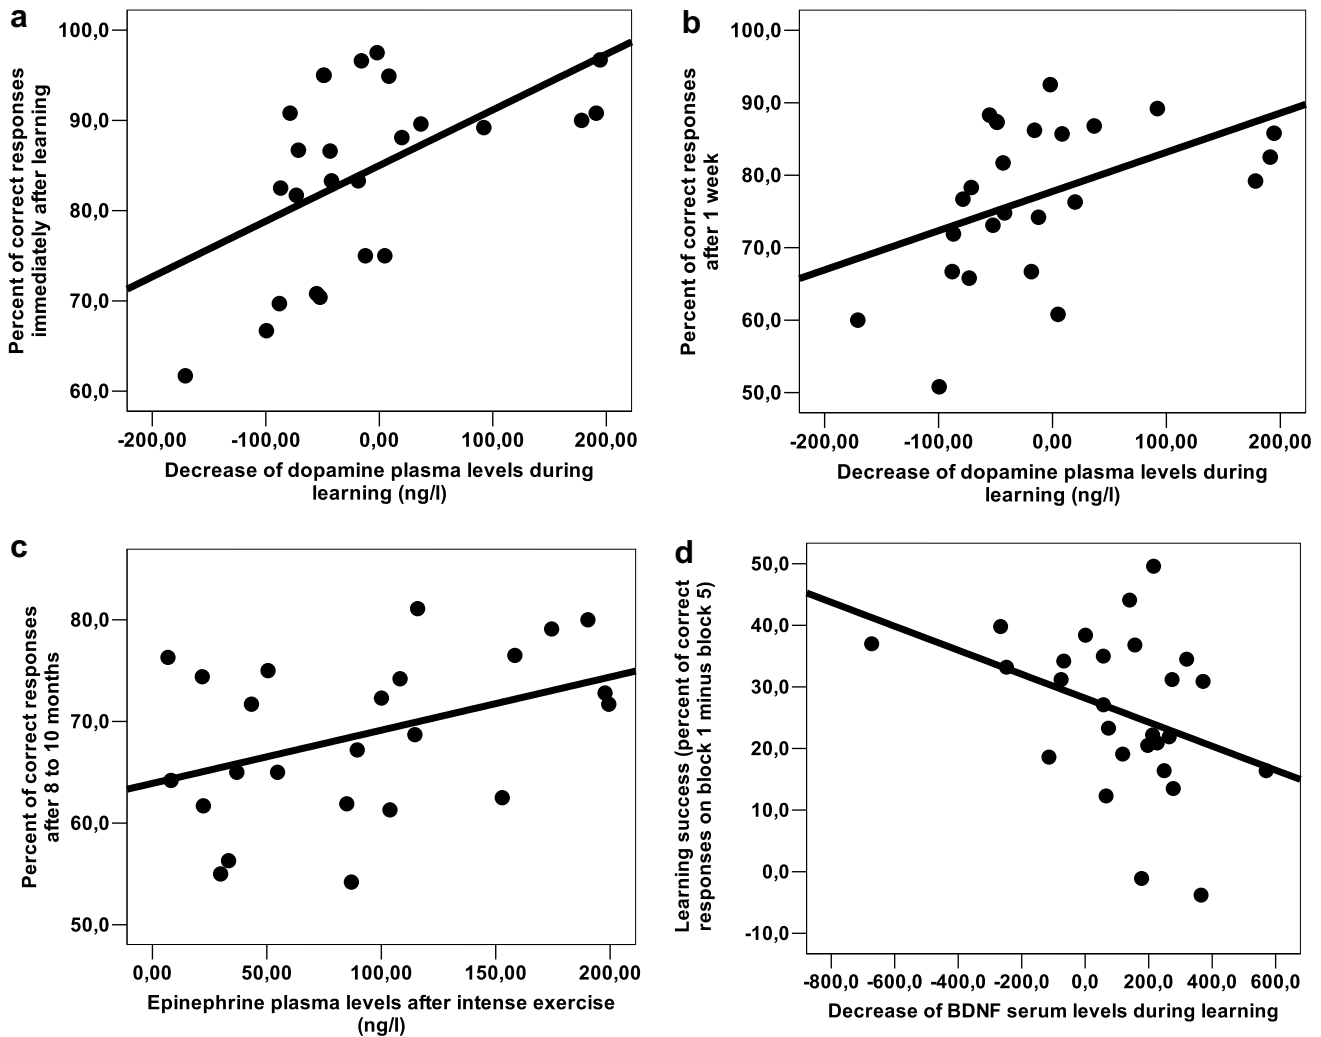 a
100,0
90,0
80,0
70,0
60,0
Percent of correct responses
immediately after learning
-200,00 -100,00 0,00 100,00 200,00
Decrease of dopamine plasma levels during
learning (ng/l)
b
100,0
90,0
80,0
70,0
60,0
50,0
Percent of correct responses
after 1 week
-200,00 -100,00 0,00 100,00 200,00
Decrease of dopamine plasma levels during
learning (ng/l)
c
80,0
70,0
60,0
50,0
Percent of correct responses
after 8 to 10 months
0,00 50,00 100,00 150,00 200,00
Epinephrine plasma levels after intense exercise
(ng/l)
d
50,0
40,0
30,0
20,0
10,0
0,0
-10,0
Learning success (percent of correct
responses on block 1 minus block 5)
-800,0 -600,0 -400,0 -200,0 0,0 200,0 400,0 600,0
Decrease of BDNF serum levels during learning